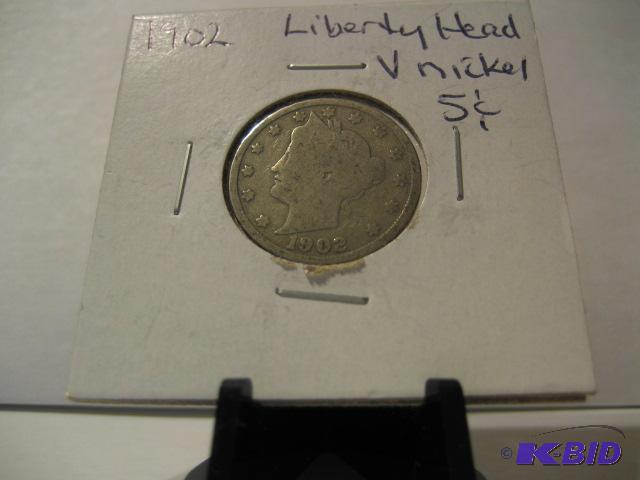 1902 Liberty Head
V nickel
5¢
1902
© K-BID